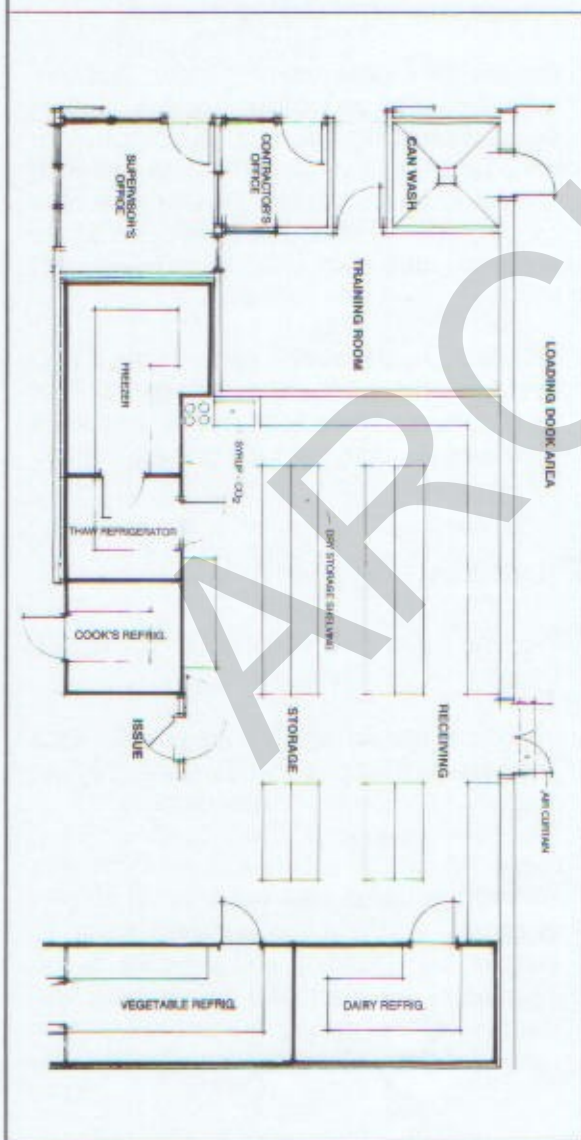 SUPERVISOR'S
OFFICE
CONTRACTOR'S
OFFICE
CAN WASH
TRAINING ROOM
LOADING DOCK AREA
FREEZER
SYRUP - CO2
THAW REFRIGERATOR
DRY STORAGE SHELVING
COOK'S REFRIG.
ISSUE
STORAGE
RECEIVING
AIR CURTAIN
VEGETABLE REFRIG.
DAIRY REFRIG.
ARC